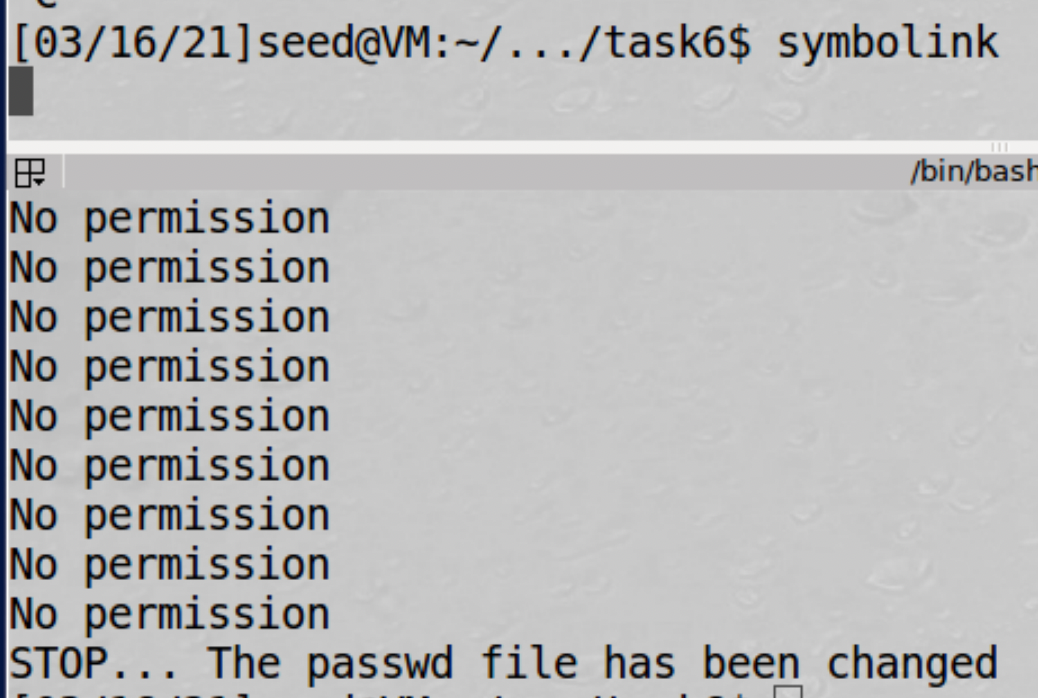 [03/16/21]seed@VM:~/.../task6$ symbolink
/bin/bash
No permission
No permission
No permission
No permission
No permission
No permission
No permission
No permission
No permission
STOP... The passwd file has been changed